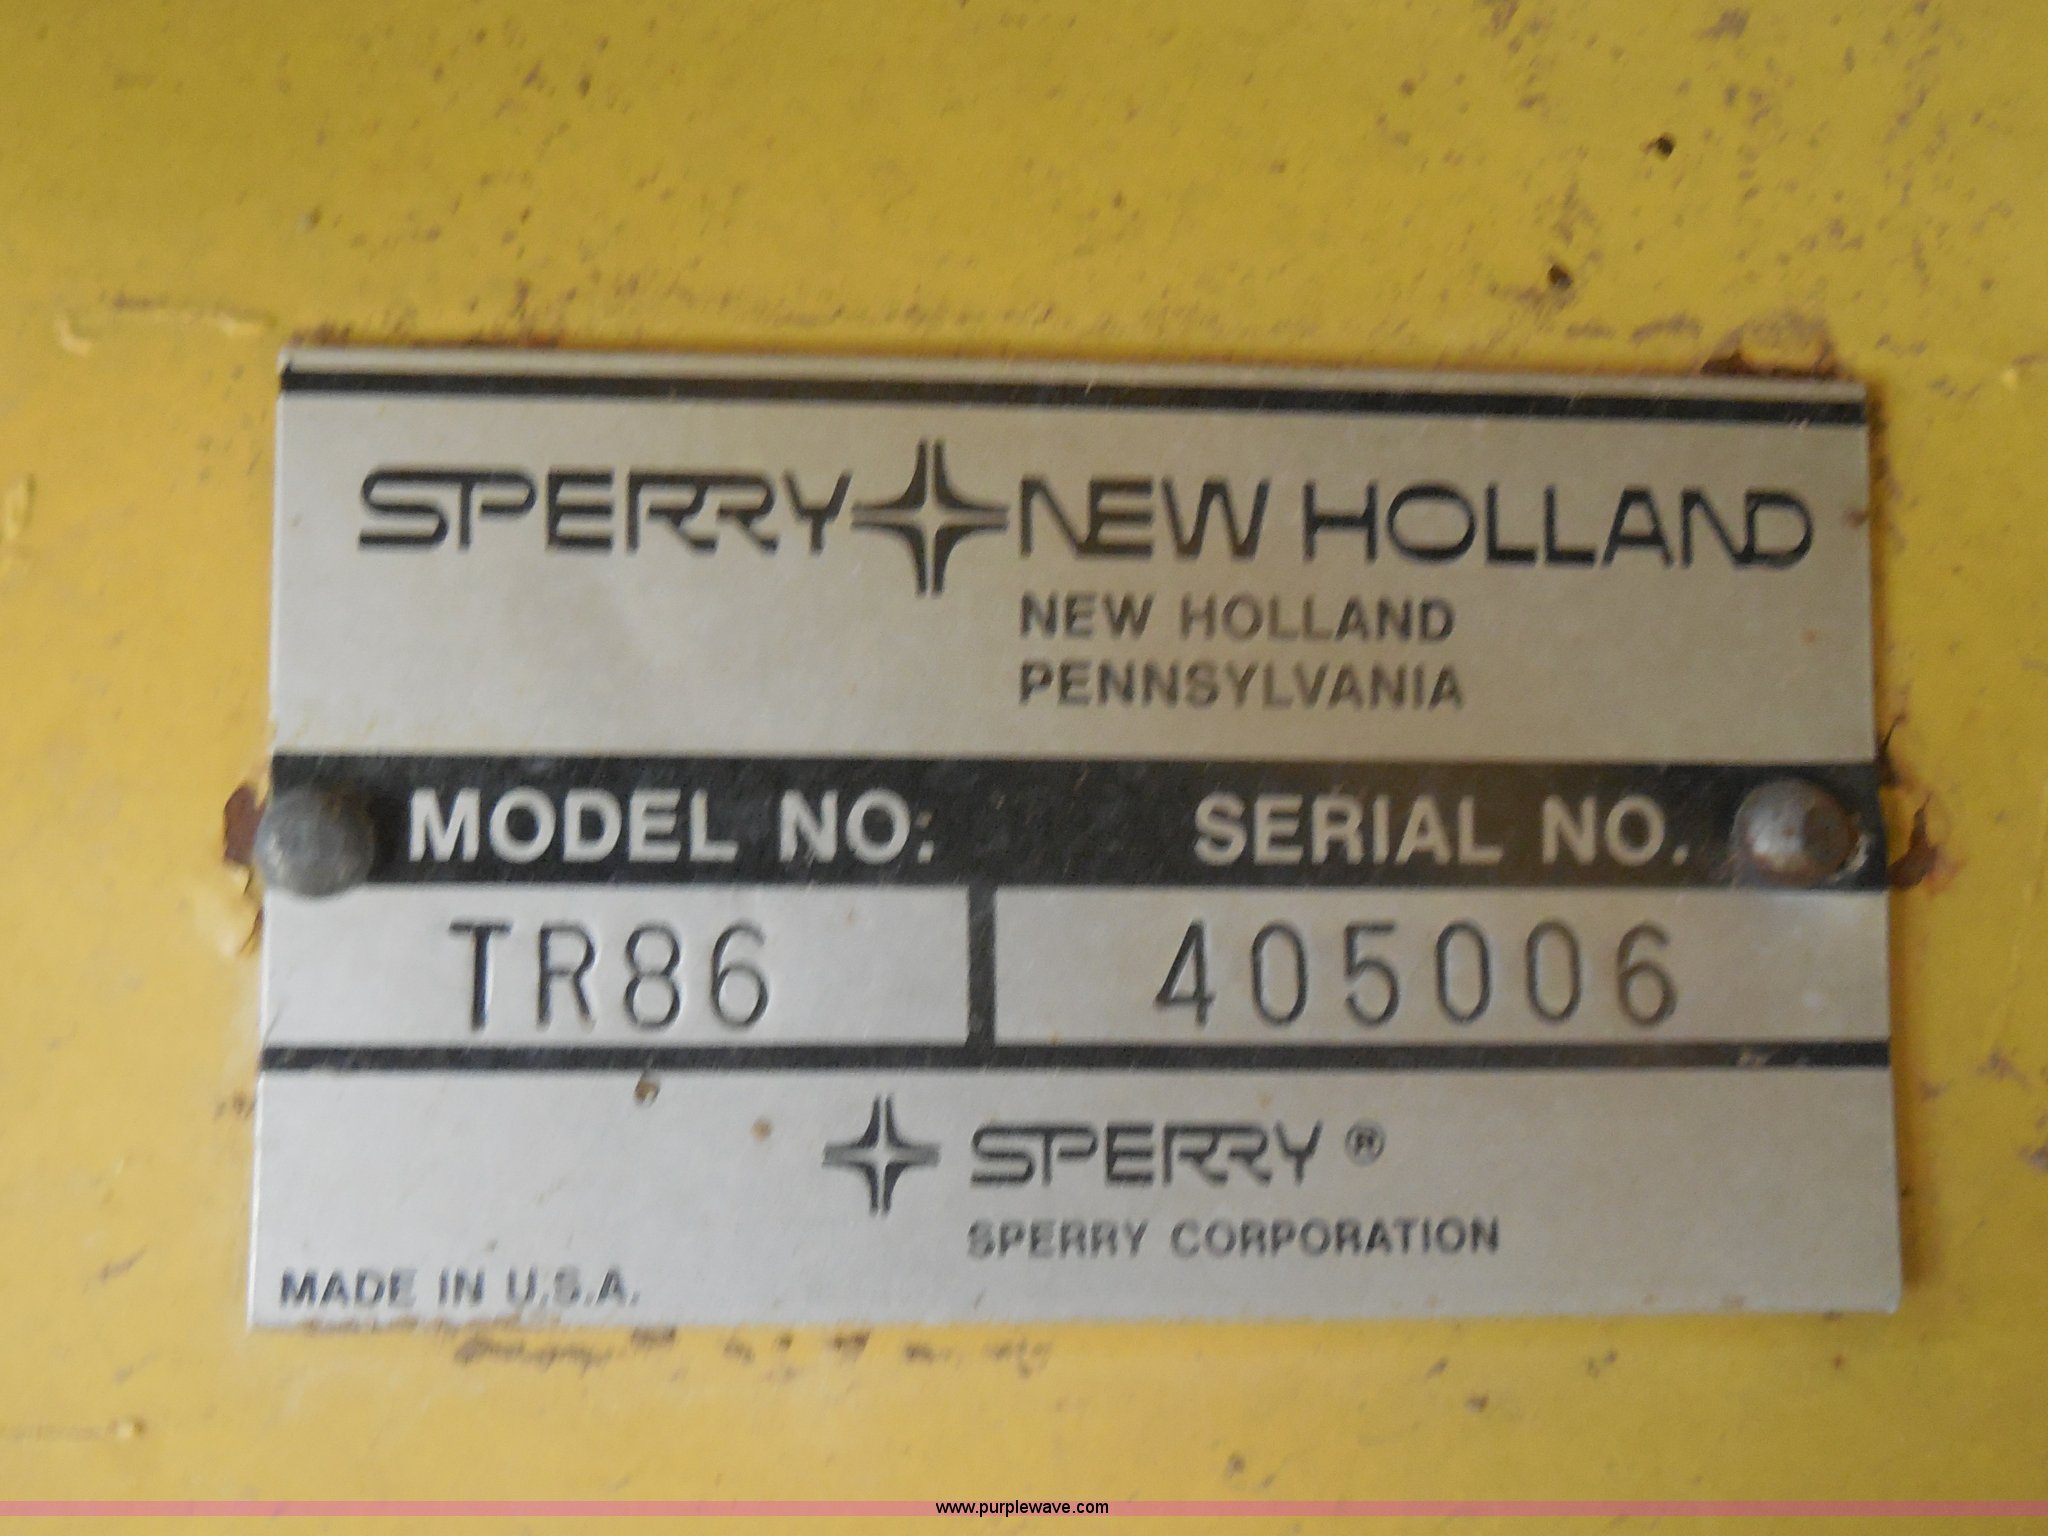 SPERRY NEW HOLLAND
NEW HOLLAND
PENNSYLVANIA
MODEL NO: SERIAL NO.
TR86 405006
SPERRY ®
SPERRY CORPORATION
MADE IN U.S.A.
www.purplewave.com